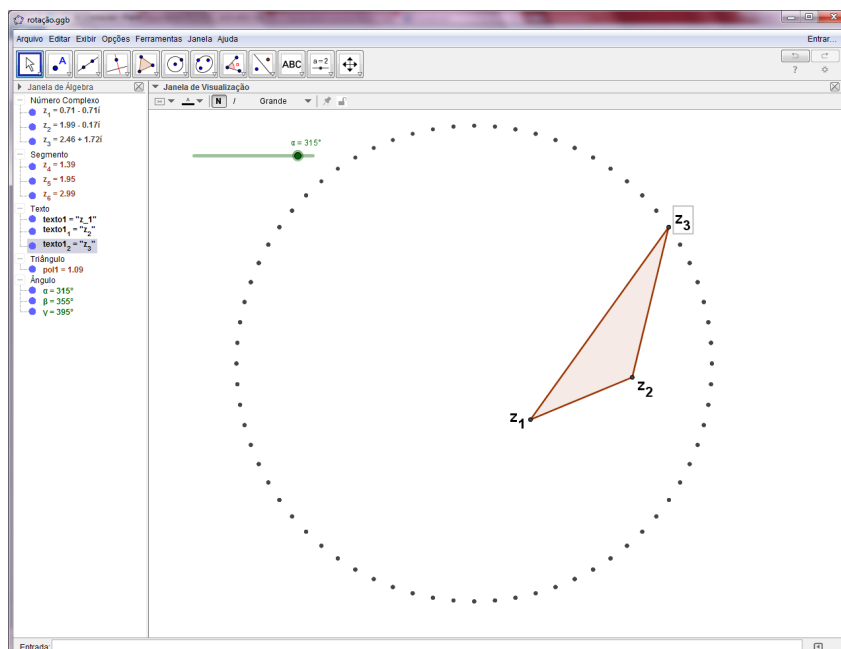 rotação.ggb
Arquivo Editar Exibir Opções Ferramentas Janela Ajuda
Entrar...
ABC
a=2
Janela de Álgebra
Janela de Visualização
N
I
Grande
Número Complexo
z1 = 0.71 - 0.71í
z2 = 1.99 - 0.17í
z3 = 2.46 + 1.72í
Segmento
z4 = 1.39
z5 = 1.95
z6 = 2.99
Texto
texto1 = "z_1"
texto11 = "z2"
texto12 = "z3"
Triângulo
pol1 = 1.09
Ângulo
α = 315°
β = 355°
γ = 395°
α = 315°
z3
z2
z1
Entrada: